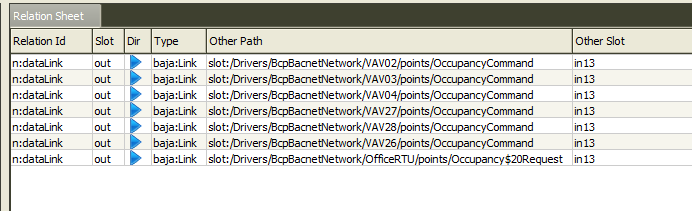 Relation Sheet
Relation Id Slot Dir Type Other Path Other Slot
n:dataLink out baja:Link slot:/Drivers/BcpBacnetNetwork/VAV02/points/OccupancyCommand in13
n:dataLink out baja:Link slot:/Drivers/BcpBacnetNetwork/VAV03/points/OccupancyCommand in13
n:dataLink out baja:Link slot:/Drivers/BcpBacnetNetwork/VAV04/points/OccupancyCommand in13
n:dataLink out baja:Link slot:/Drivers/BcpBacnetNetwork/VAV27/points/OccupancyCommand in13
n:dataLink out baja:Link slot:/Drivers/BcpBacnetNetwork/VAV28/points/OccupancyCommand in13
n:dataLink out baja:Link slot:/Drivers/BcpBacnetNetwork/VAV26/points/OccupancyCommand in13
n:dataLink out baja:Link slot:/Drivers/BcpBacnetNetwork/OfficeRTU/points/Occupancy$20Request in13